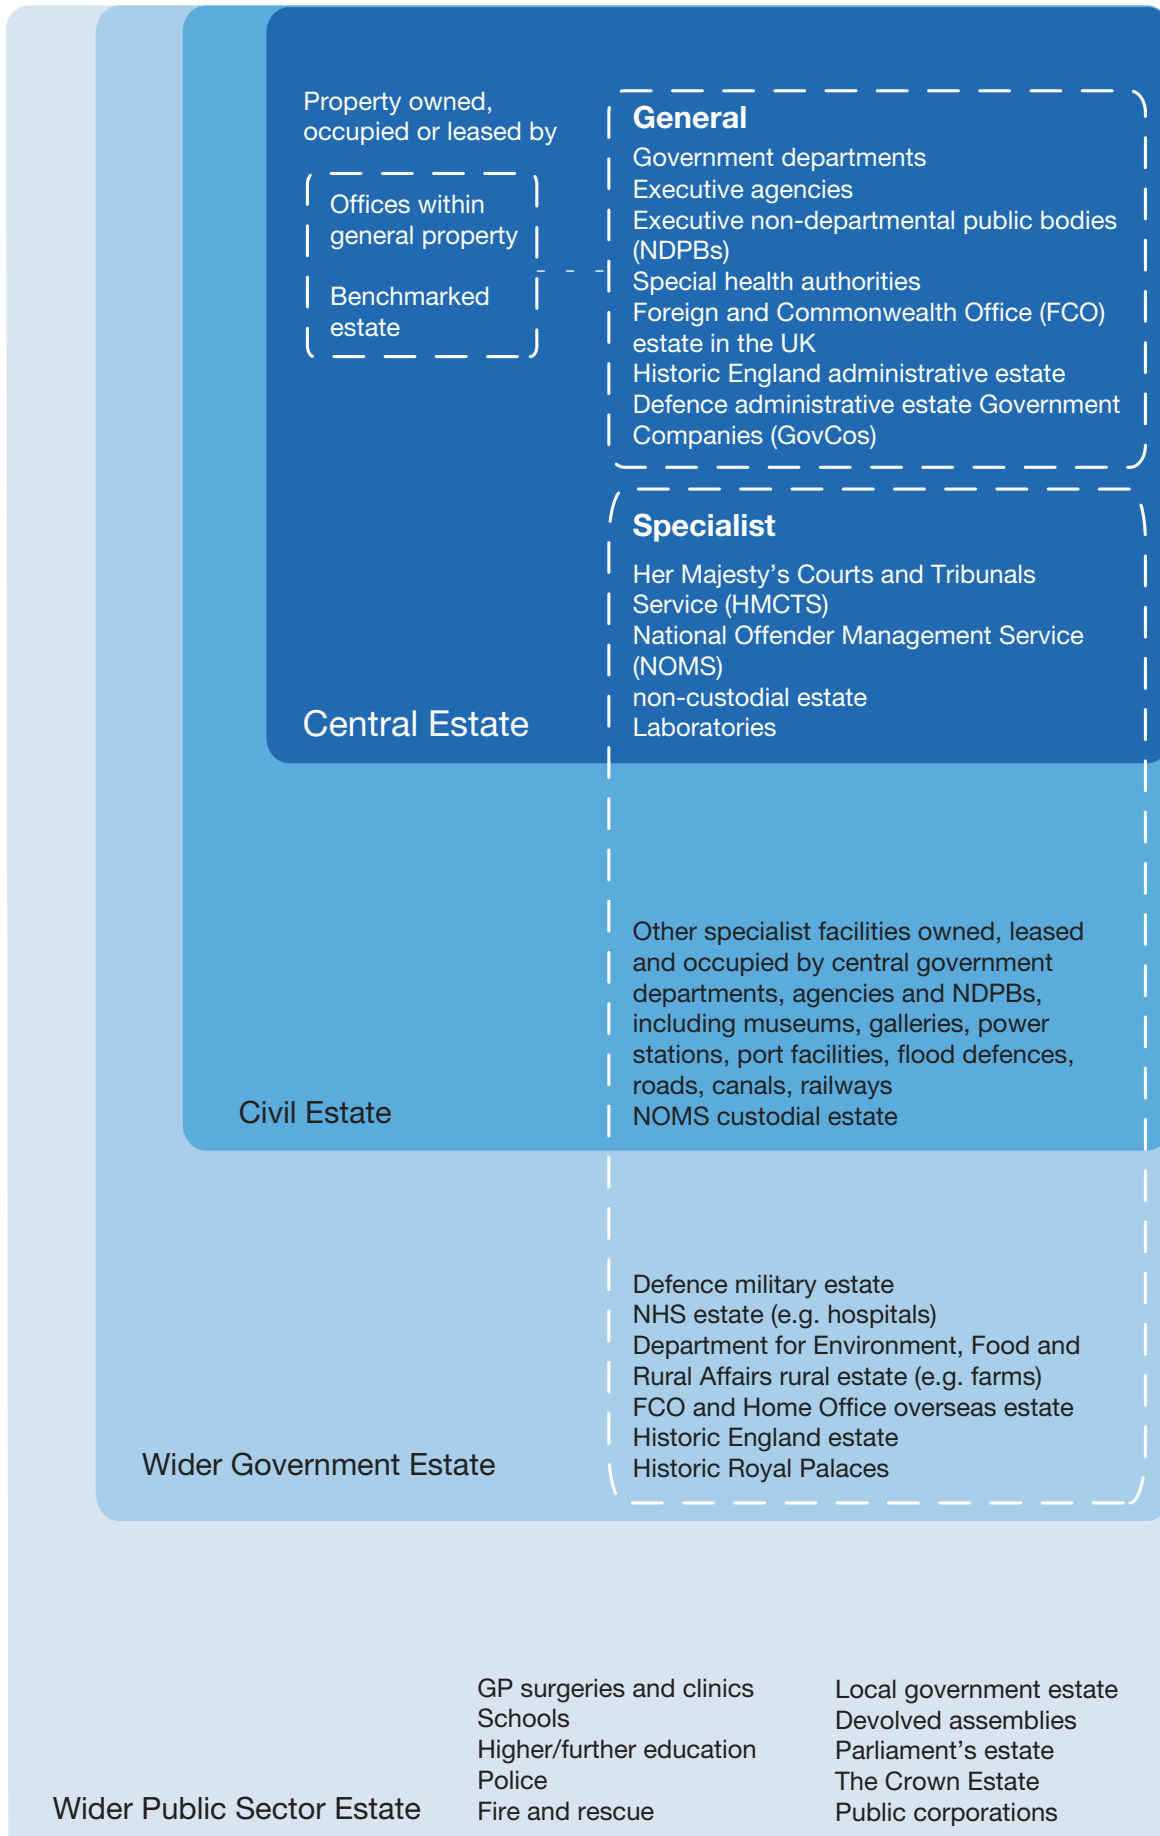 Property owned,
occupied or leased by
Offices within
general property
Benchmarked
estate
General
Government departments
Executive agencies
Executive non-departmental public bodies
(NDPBs)
Special health authorities
Foreign and Commonwealth Office (FCO)
estate in the UK
Historic England administrative estate
Defence administrative estate Government
Companies (GovCos)
Specialist
Her Majesty’s Courts and Tribunals
Service (HMCTS)
National Offender Management Service
(NOMS)
non-custodial estate
Laboratories
Central Estate
Other specialist facilities owned, leased
and occupied by central government
departments, agencies and NDPBs,
including museums, galleries, power
stations, port facilities, flood defences,
roads, canals, railways
NOMS custodial estate
Civil Estate
Defence military estate
NHS estate (e.g. hospitals)
Department for Environment, Food and
Rural Affairs rural estate (e.g. farms)
FCO and Home Office overseas estate
Historic England estate
Historic Royal Palaces
Wider Government Estate
GP surgeries and clinics
Schools
Higher/further education
Police
Fire and rescue
Local government estate
Devolved assemblies
Parliament’s estate
The Crown Estate
Public corporations
Wider Public Sector Estate